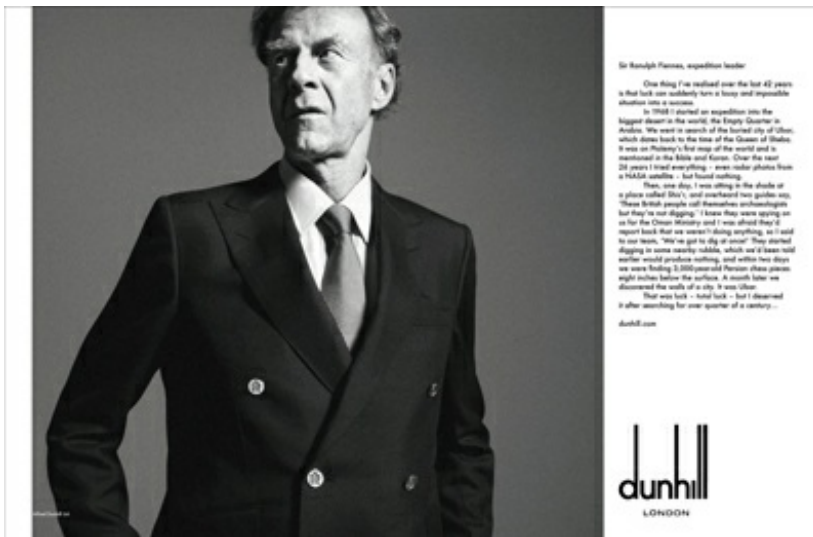 Sir Ranulph Fiennes, expedition leader
One thing I've realised over the last 42 years
is that luck can suddenly turn a lousy and impossible
situation into a success.
In 1968 I started an expedition into the
biggest desert in the world, the Empty Quarter in
Arabia. We went in search of the buried city of Ubar,
which dates back to the time of the Queen of Sheba.
It was on Ptolemy's first map of the world and is
mentioned in the Bible and Koran. Over the next
26 years I tried everything – even radar photos from
a NASA satellite – but found nothing.
Then, one day, I was sitting in the shade at
a place called Shis'r, and overheard two guides say,
'These British people call themselves archaeologists
but they're not digging.' I knew they were spying on
us for the Oman Ministry and I was afraid they'd
report back that we weren't doing anything, so I said
to our team, 'We've got to dig at once!' They started
digging in some nearby rubble, which we'd been told
earlier would produce nothing, and within two days
we were finding 2,000 year-old Persian chess pieces
eight inches below the surface. A month later we
discovered the walls of a city. It was Ubar.
That was luck – total luck – but I deserved
it after searching for over quarter of a century...
dunhill.com
dunhill
LONDON